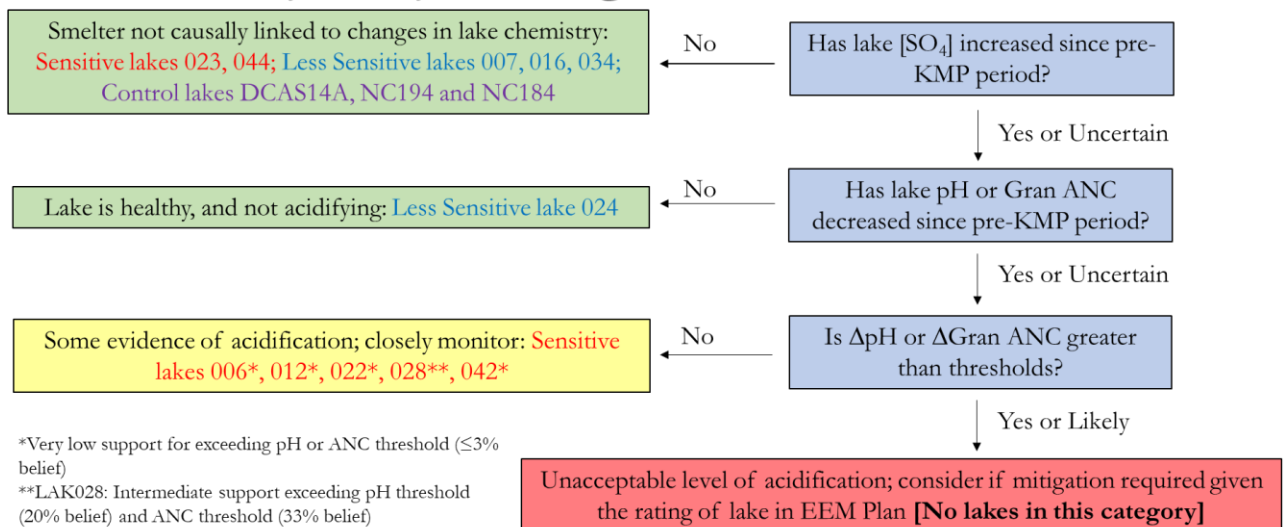 Smelter not causally linked to changes in lake chemistry:
Sensitive lakes 023, 044; Less Sensitive lakes 007, 016, 034;
Control lakes DCAS14A, NC194 and NC184
No
Has lake [SO₄] increased since pre-
KMP period?
Yes or Uncertain
Lake is healthy, and not acidifying: Less Sensitive lake 024
No
Has lake pH or Gran ANC
decreased since pre-KMP period?
Yes or Uncertain
Some evidence of acidification; closely monitor: Sensitive
lakes 006*, 012*, 022*, 028**, 042*
No
Is ΔpH or ΔGran ANC greater
than thresholds?
Yes or Likely
*Very low support for exceeding pH or ANC threshold (≤3%
belief)
**LAK028: Intermediate support exceeding pH threshold
(20% belief) and ANC threshold (33% belief)
Unacceptable level of acidification; consider if mitigation required given
the rating of lake in EEM Plan [No lakes in this category]